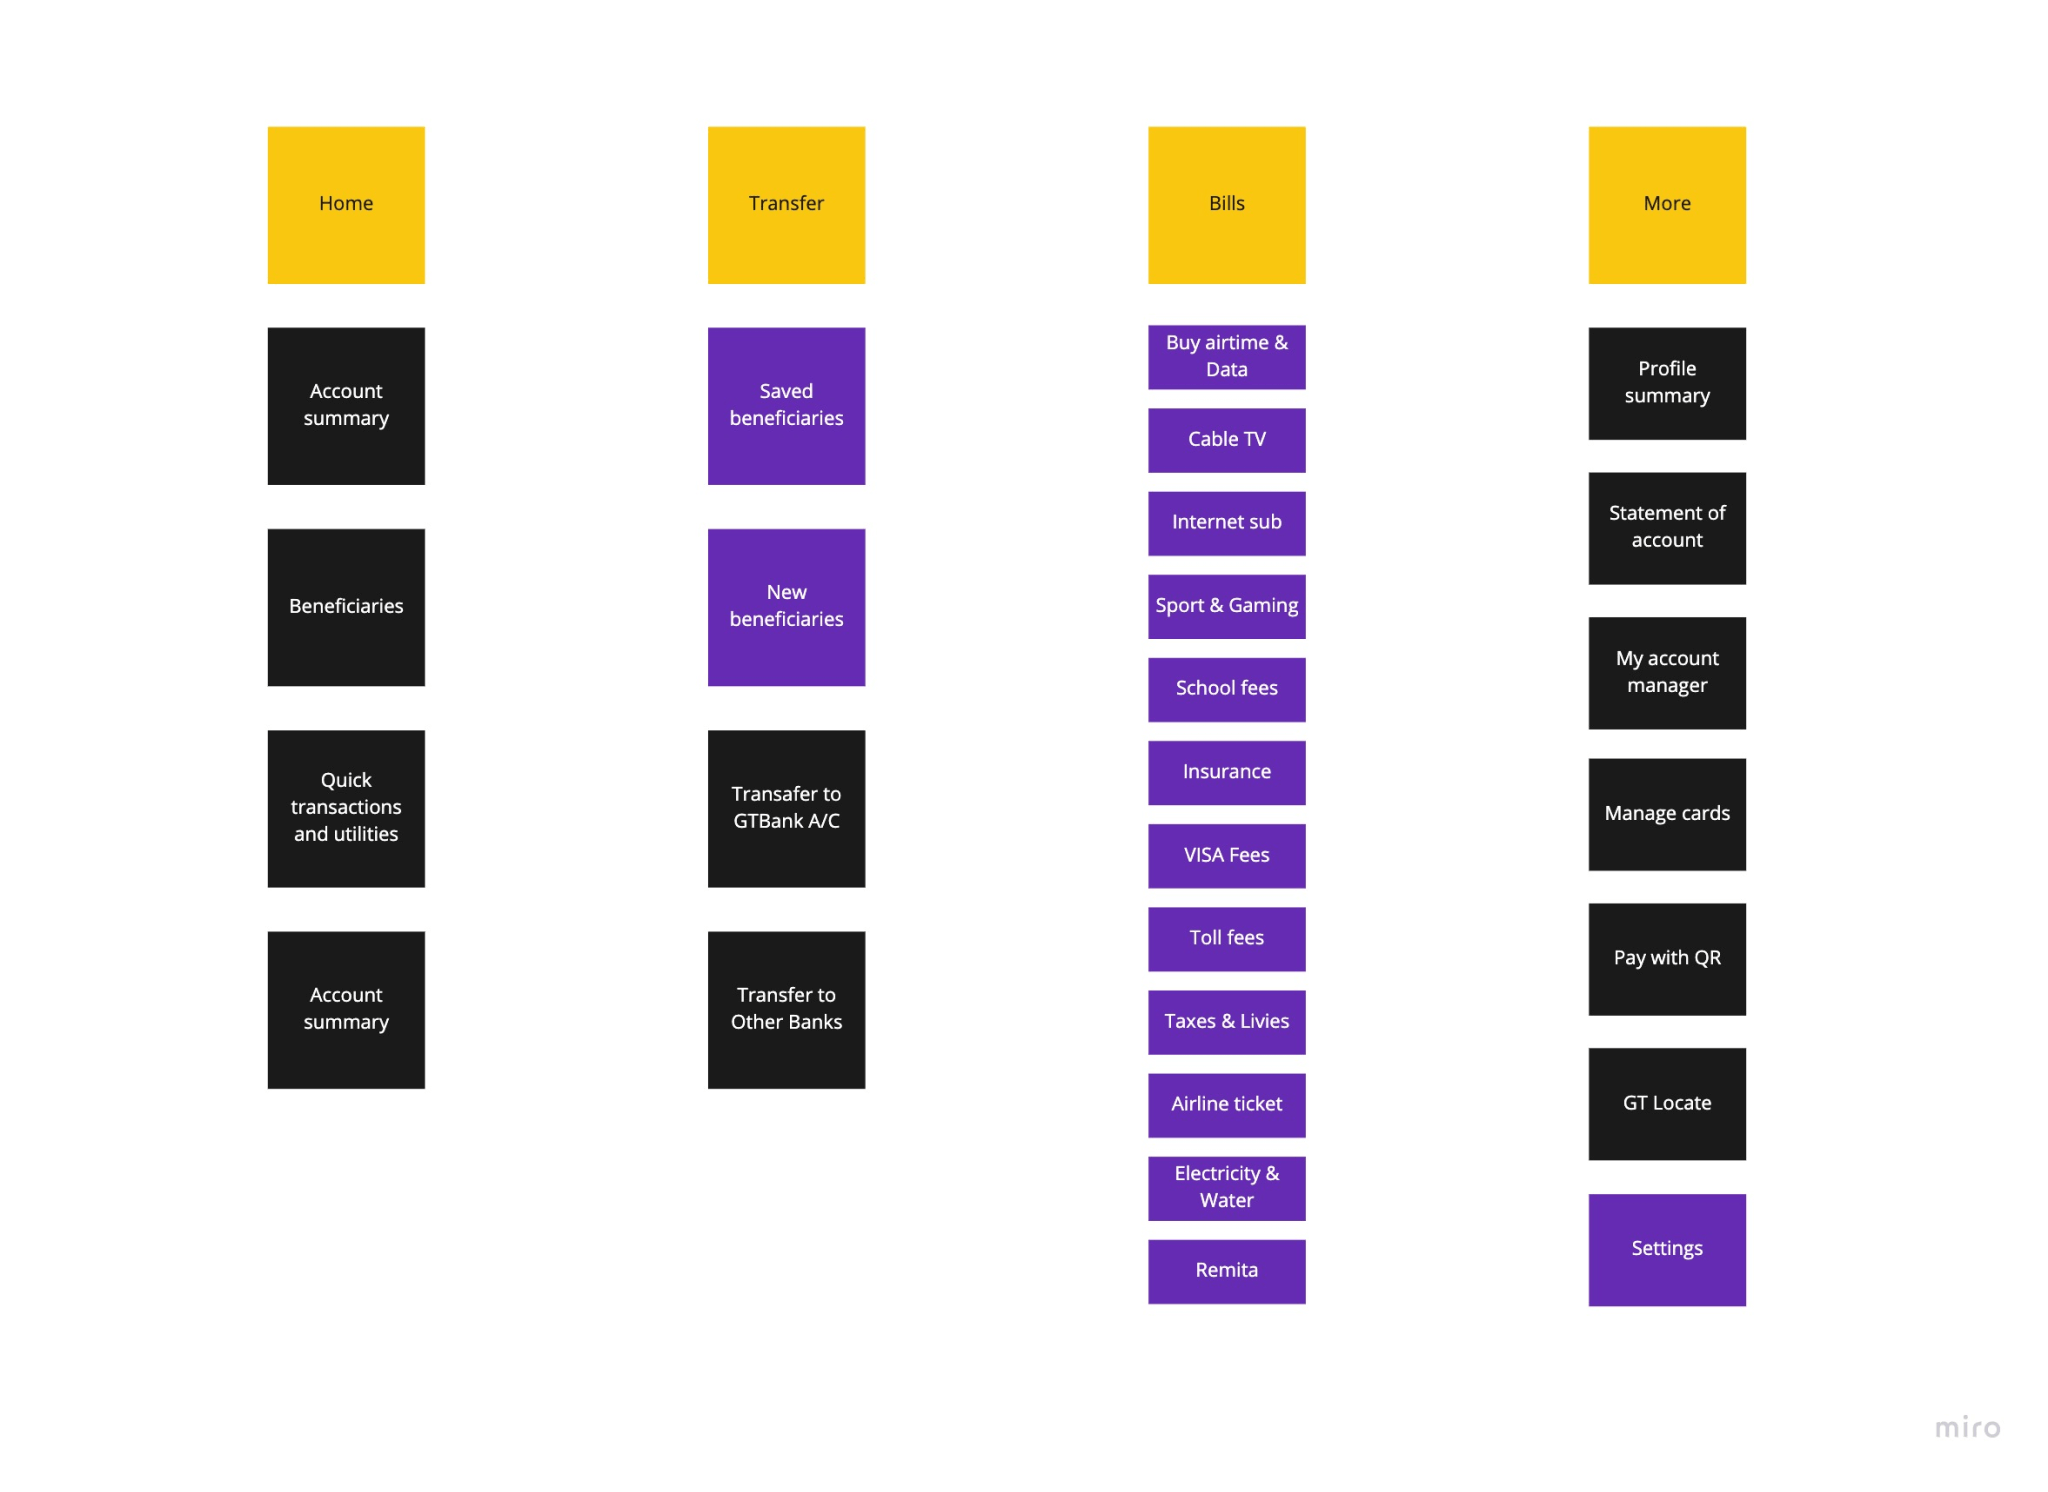 Home
Account
summary
Beneficiaries
Quick
transactions
and utilities
Account
summary
Transfer
Saved
beneficiaries
New
beneficiaries
Transafer to
GTBank A/C
Transfer to
Other Banks
Bills
Buy airtime &
Data
Cable TV
Internet sub
Sport & Gaming
School fees
Insurance
VISA Fees
Toll fees
Taxes & Livies
Airline ticket
Electricity &
Water
Remita
More
Profile
summary
Statement of
account
My account
manager
Manage cards
Pay with QR
GT Locate
Settings
miro